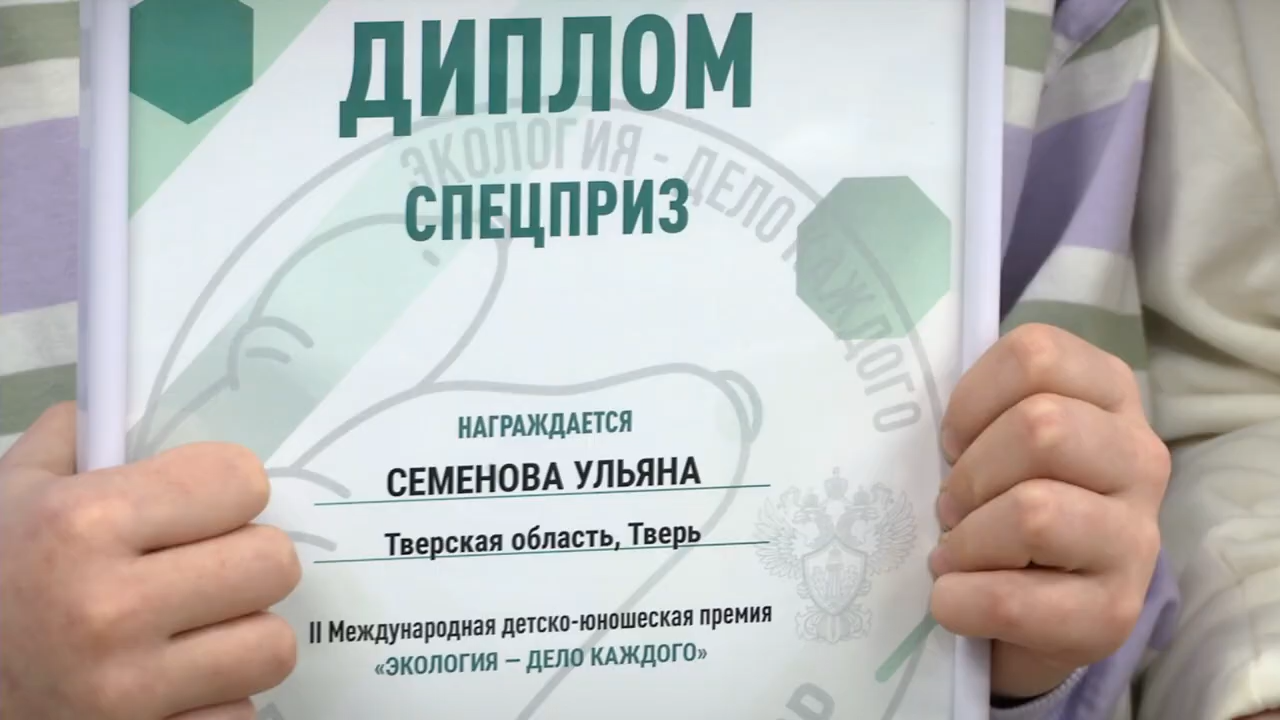 ДИПЛОМ
ЭКОЛОГИЯ - ДЕЛО КАЖДОГО
СПЕЦПРИЗ
НАГРАЖДАЕТСЯ
СЕМЕНОВА УЛЬЯНА
Тверская область, Тверь
II Международная детско-юношеская премия
«ЭКОЛОГИЯ – ДЕЛО КАЖДОГО»